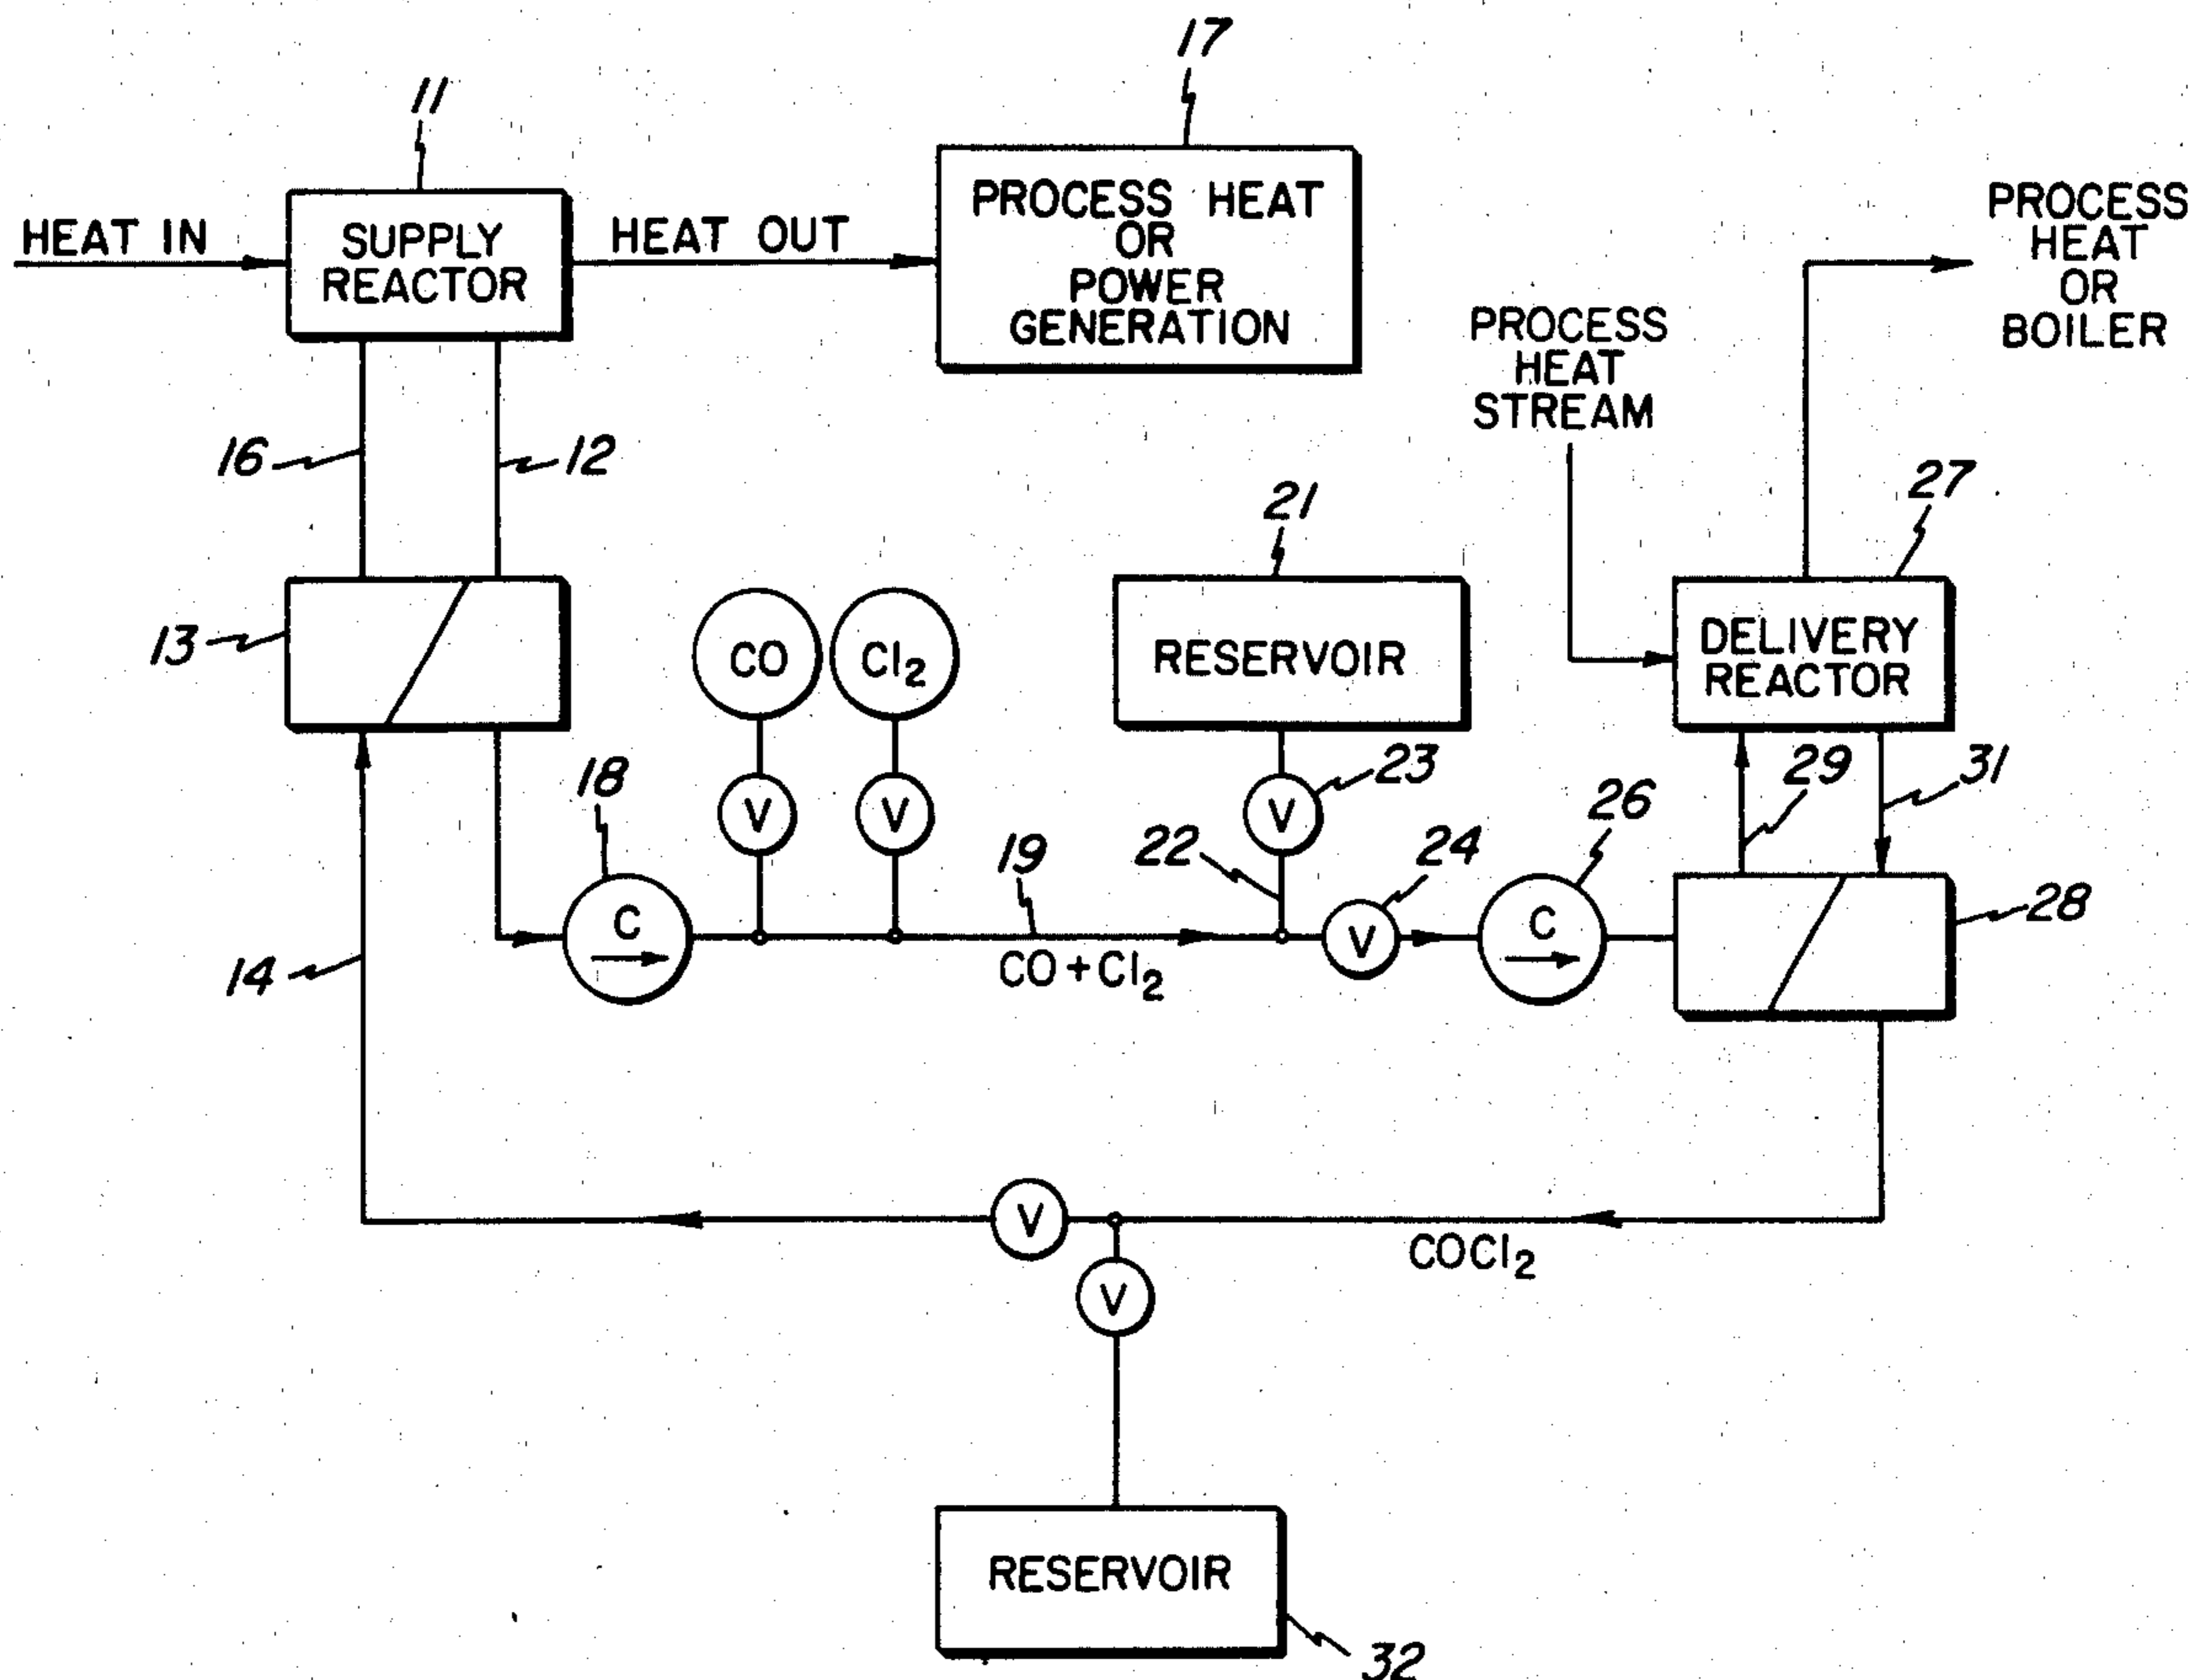 17
11
HEAT IN
SUPPLY
REACTOR
HEAT OUT
PROCESS HEAT
OR
POWER
GENERATION
PROCESS
HEAT
OR
BOILER
PROCESS
HEAT
STREAM
16
12
21
27
13
CO
Cl2
RESERVOIR
DELIVERY
REACTOR
18
V
V
V
23
29
31
26
19
22
24
14
C
V
C
28
CO+Cl2
V
COCl2
V
RESERVOIR
32